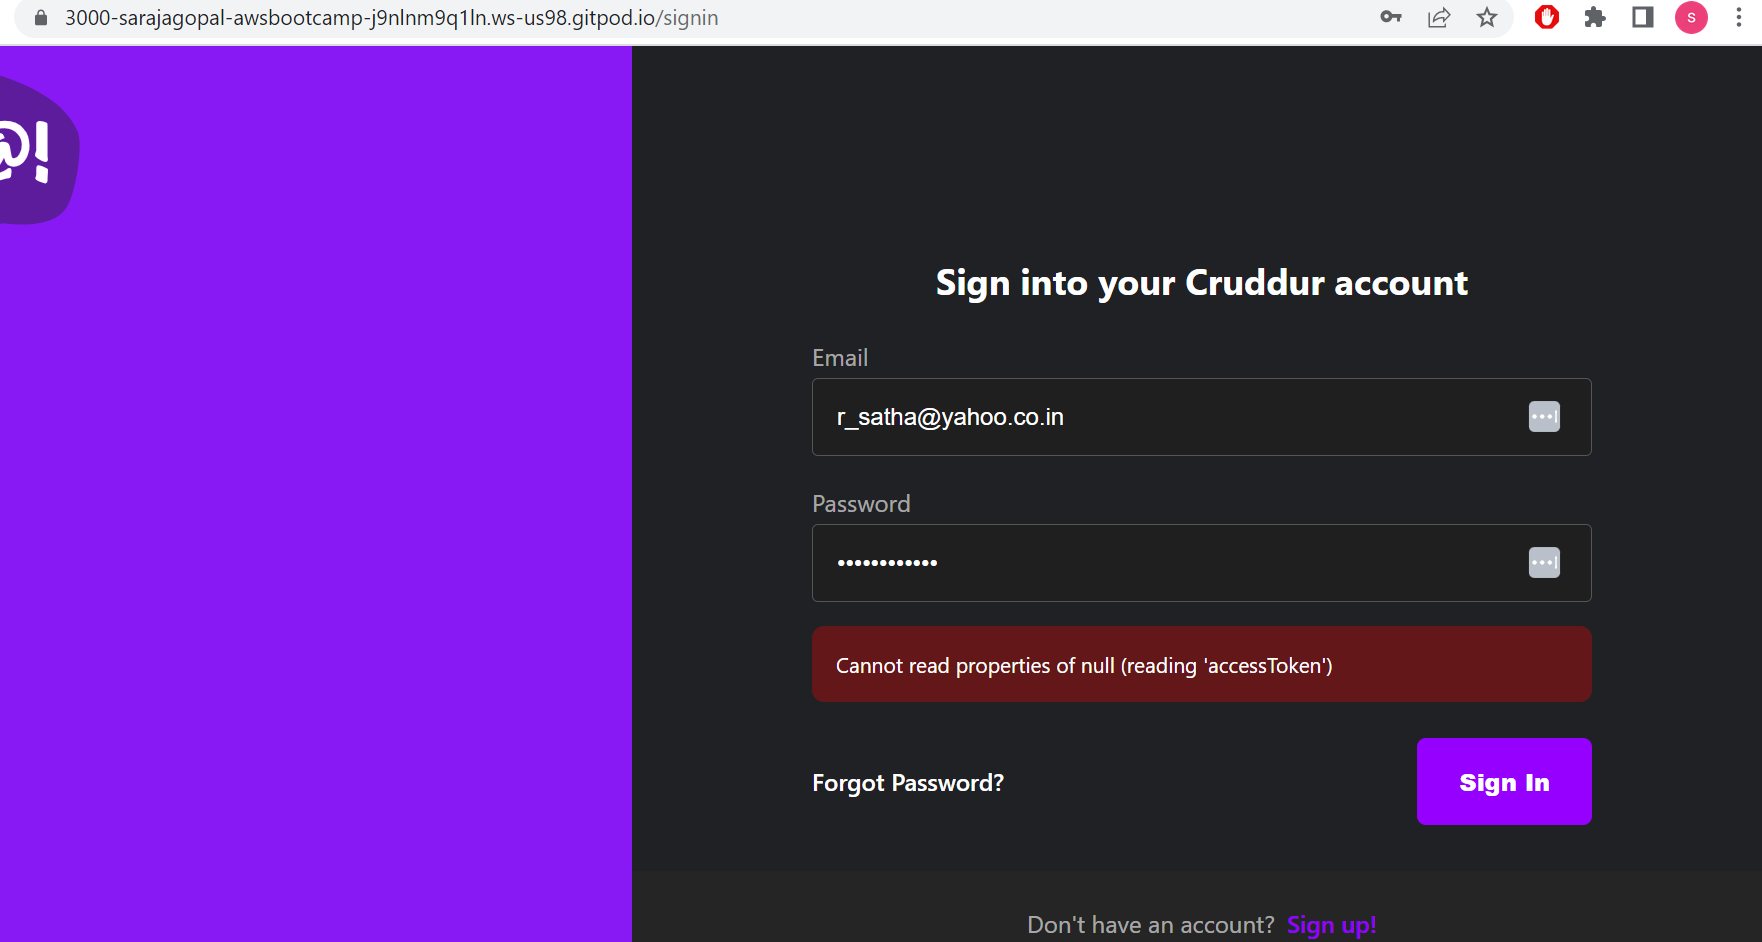 3000-sarajagopal-awsbootcamp-j9nlnm9q1ln.ws-us98.gitpod.io/signin
S
@!
Sign into your Cruddur account
Email
r_satha@yahoo.co.in
Password
••••••••••••
Cannot read properties of null (reading 'accessToken')
Forgot Password?
Sign In
Don't have an account? Sign up!